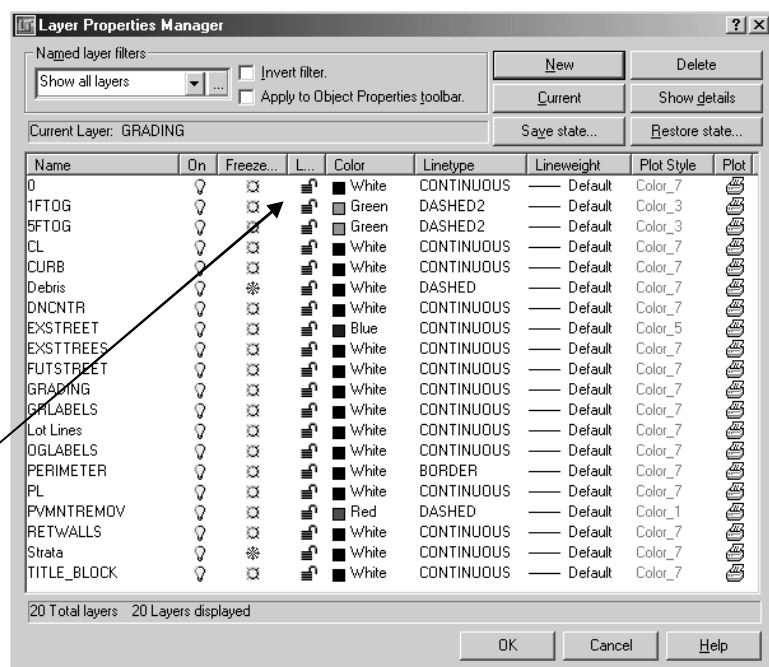 LT Layer Properties Manager ? X
Named layer filters
Show all layers ...
Invert filter.
Apply to Object Properties toolbar.
New Delete
Current Show details
Current Layer: GRADING Save state... Restore state...
Name On Freeze... L... Color Linetype Lineweight Plot Style Plot
0 White CONTINUOUS Default Color_7
1FTOG Green DASHED2 Default Color_3
5FTOG Green DASHED2 Default Color_3
CL White CONTINUOUS Default Color_7
CURB White CONTINUOUS Default Color_7
Debris White DASHED Default Color_7
DNCNTR White CONTINUOUS Default Color_7
EXSTREET Blue CONTINUOUS Default Color_5
EXSTTREES White CONTINUOUS Default Color_7
FUTSTREET White CONTINUOUS Default Color_7
GRADING White CONTINUOUS Default Color_7
GRLABELS White CONTINUOUS Default Color_7
Lot Lines White CONTINUOUS Default Color_7
OGLABELS White CONTINUOUS Default Color_7
PERIMETER White BORDER Default Color_7
PL White CONTINUOUS Default Color_7
PVMNTREMOV Red DASHED Default Color_1
RETWALLS White CONTINUOUS Default Color_7
Strata White CONTINUOUS Default Color_7
TITLE_BLOCK White CONTINUOUS Default Color_7
20 Total layers 20 Layers displayed
OK Cancel Help